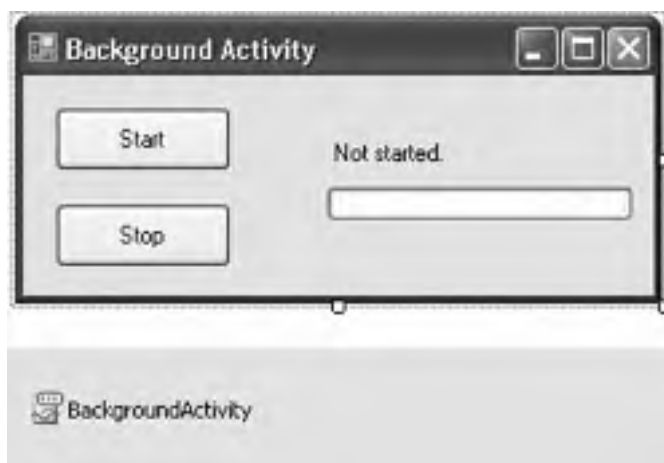 Background Activity
Start
Not started.
Stop
BackgroundActivity